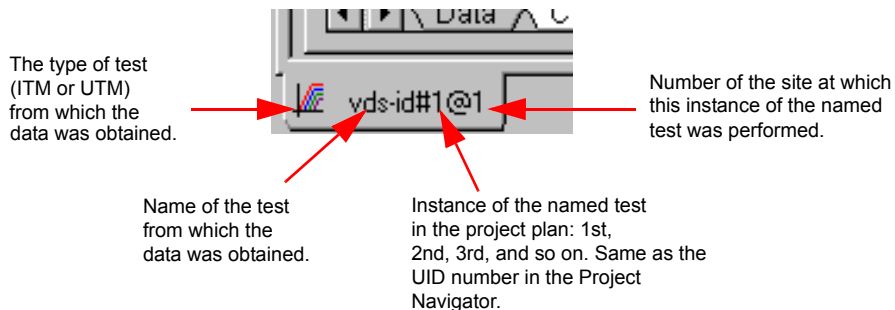 Data
The type of test
(ITM or UTM)
from which the
data was obtained.
vds-id#1@1
Number of the site at which
this instance of the named
test was performed.
Name of the test
from which the
data was obtained.
Instance of the named test
in the project plan: 1st,
2nd, 3rd, and so on. Same as the
UID number in the Project
Navigator.